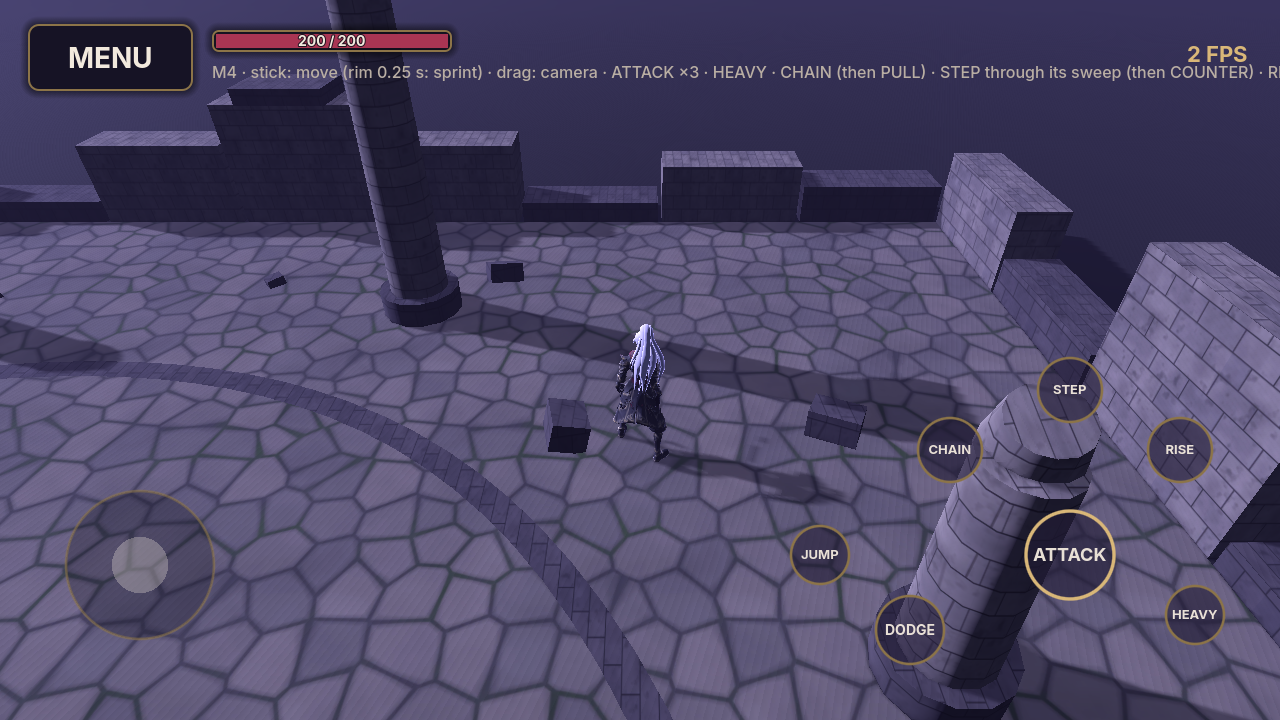 MENU
200 / 200
2 FPS
M4 · stick: move (rim 0.25 s: sprint) · drag: camera · ATTACK ×3 · HEAVY · CHAIN (then PULL) · STEP through its sweep (then COUNTER) ·
STEP
CHAIN
RISE
JUMP
ATTACK
DODGE
HEAVY